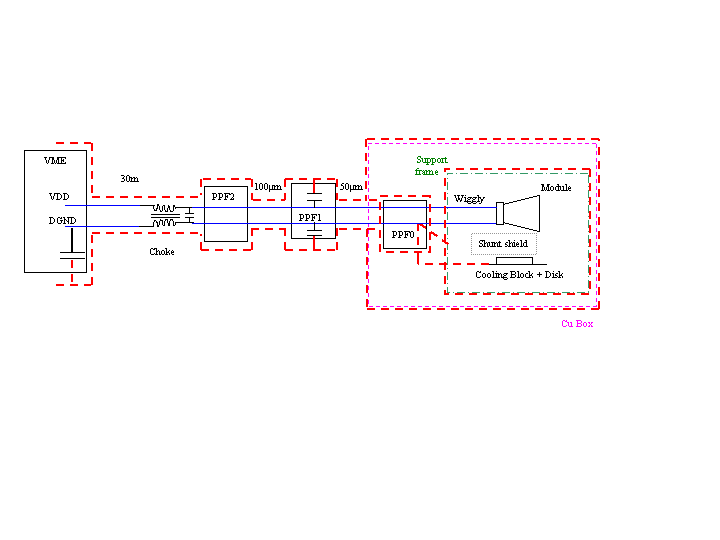 VME
30m
VDD
DGND
Choke
PPF2
100µm
PPF1
50µm
PPF0
Support
frame
Wiggly
Module
Shunt shield
Cooling Block + Disk
Cu Box